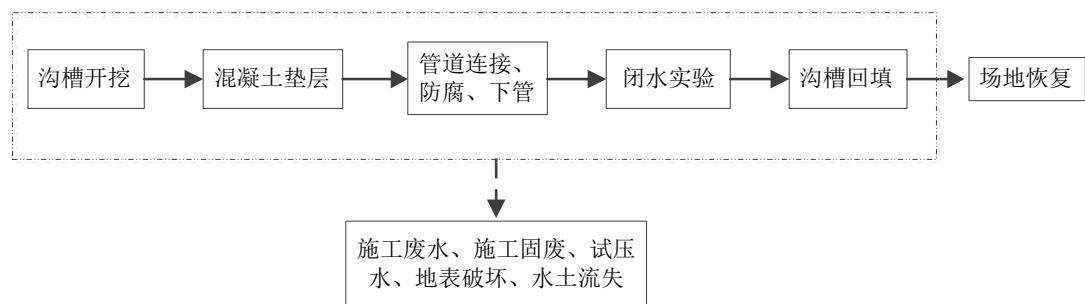 沟槽开挖
混凝土垫层
管道连接、
防腐、下管
闭水实验
沟槽回填
场地恢复
施工废水、施工固废、试压
水、地表破坏、水土流失